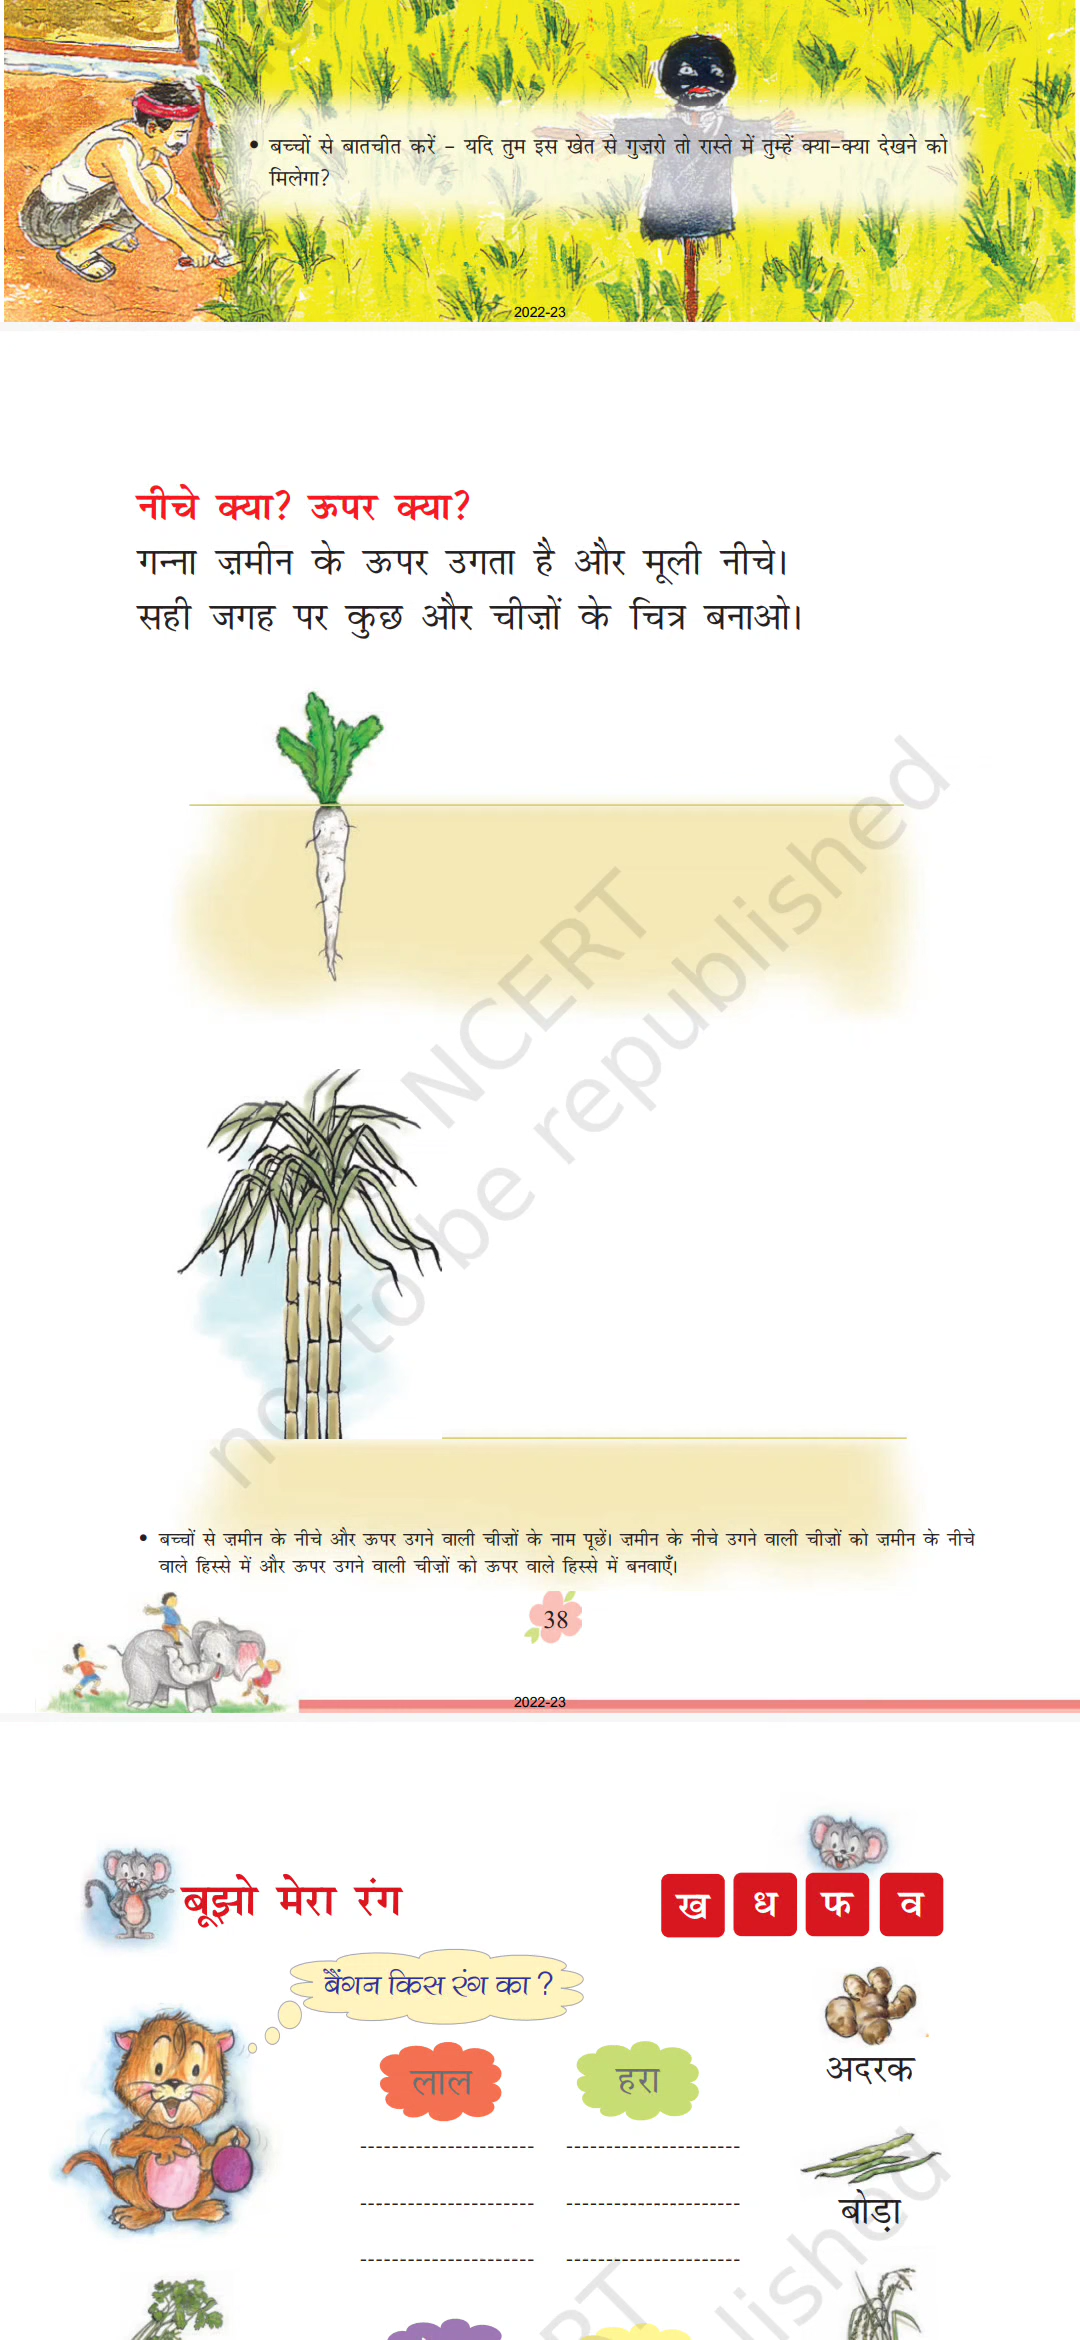 • बच्चों से बातचीत करें – यदि तुम इस खेत से गुज़रो तो रास्ते में तुम्हें क्या-क्या देखने को
मिलेगा?
2022-23
नीचे क्या? ऊपर क्या?
गन्ना ज़मीन के ऊपर उगता है और मूली नीचे।
सही जगह पर कुछ और चीज़ों के चित्र बनाओ।
NCERT
not to be republished
• बच्चों से ज़मीन के नीचे और ऊपर उगने वाली चीज़ों के नाम पूछें। ज़मीन के नीचे उगने वाली चीज़ों को ज़मीन के नीचे
वाले हिस्से में और ऊपर उगने वाली चीज़ों को ऊपर वाले हिस्से में बनवाएँ।
38
2022-23
बूझो मेरा रंग
ख ध फ व
बैंगन किस रंग का ?
लाल हरा
अदरक
बोड़ा